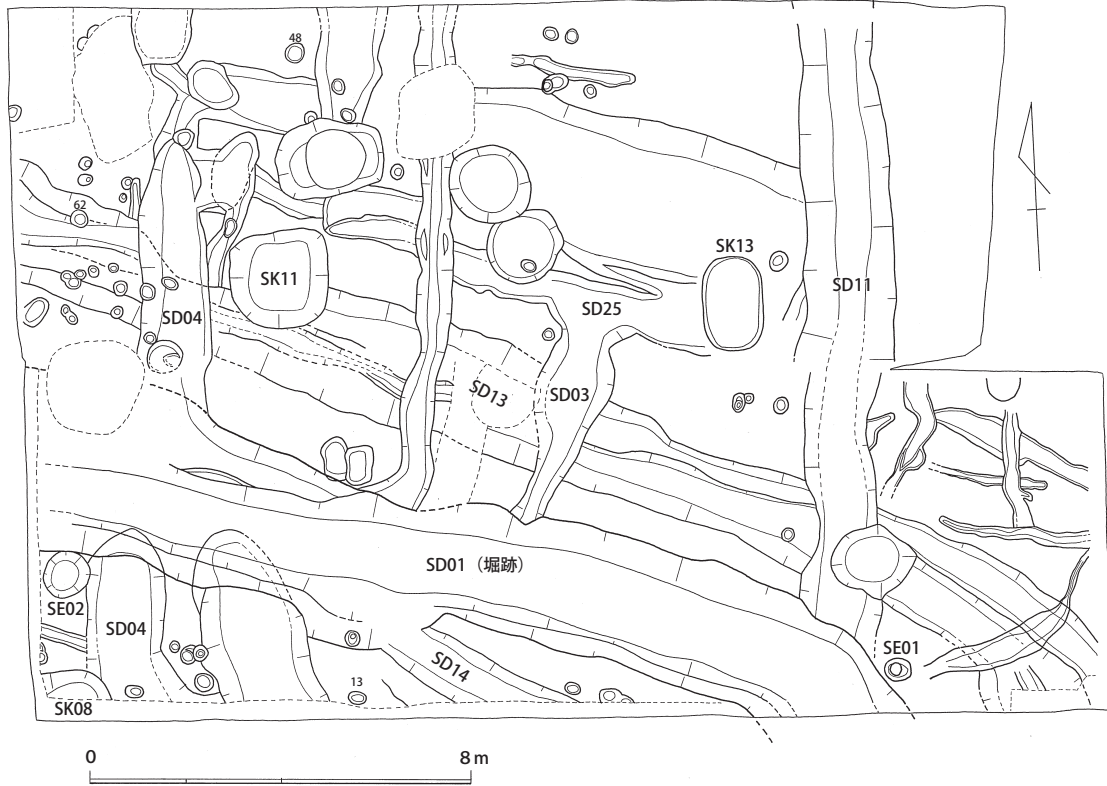 48
62
SK11
SK13
SD11
SD04
SD25
SD13
SD03
SD01（堀跡）
SE02
SD04
SD14
SE01
13
SK08
0
8 m